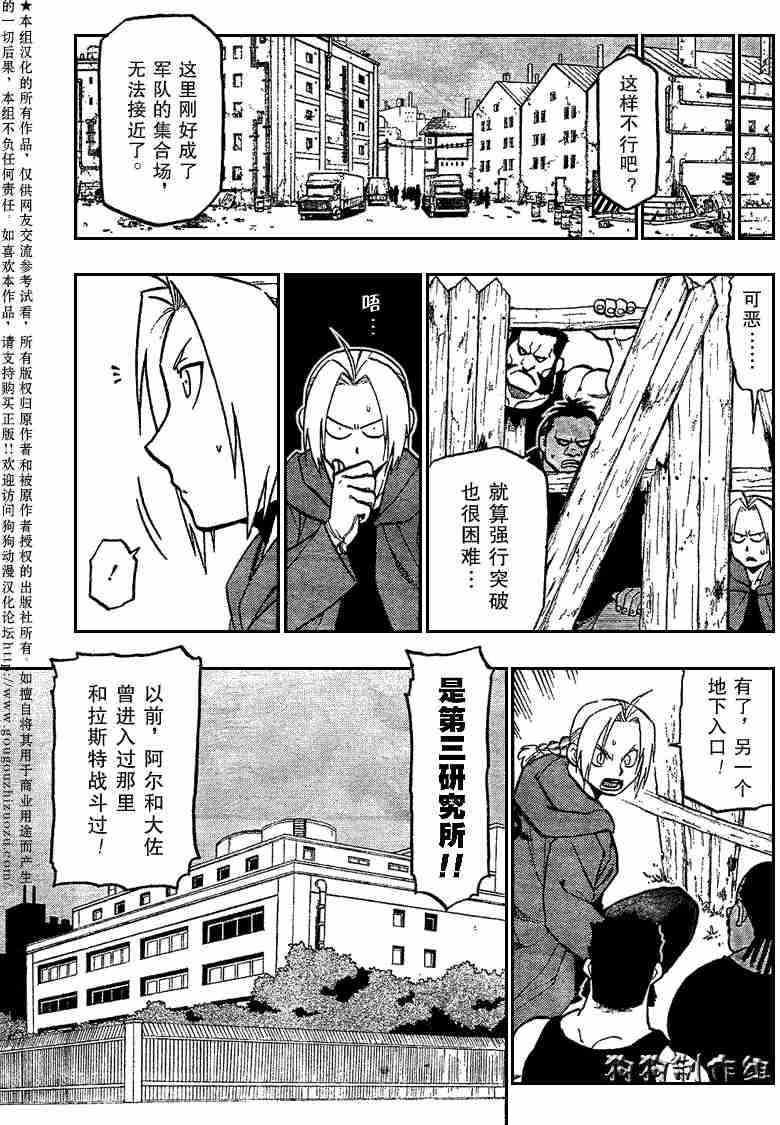 这样不行吧？
这里刚好成了
军队的集合场，
无法接近了。
可恶…
就算强行突破
也很困难…
唔…
！
有了，另一个
地下入口！
是第三研究所！！
以前，阿尔和大佐
曾进入过那里
和拉斯特战斗过！
狗狗制作组
★本组汉化的所有作品，仅供网友交流参考试看，所有版权归原作者和被原作者授权的出版社所有。如擅自将其用于商业用途而产生
的一切后果，本组不负任何责任。如喜欢本作品，请支持购买正版！！欢迎访问狗狗动漫汉化论坛http://www.gougouzhizuozu.com/